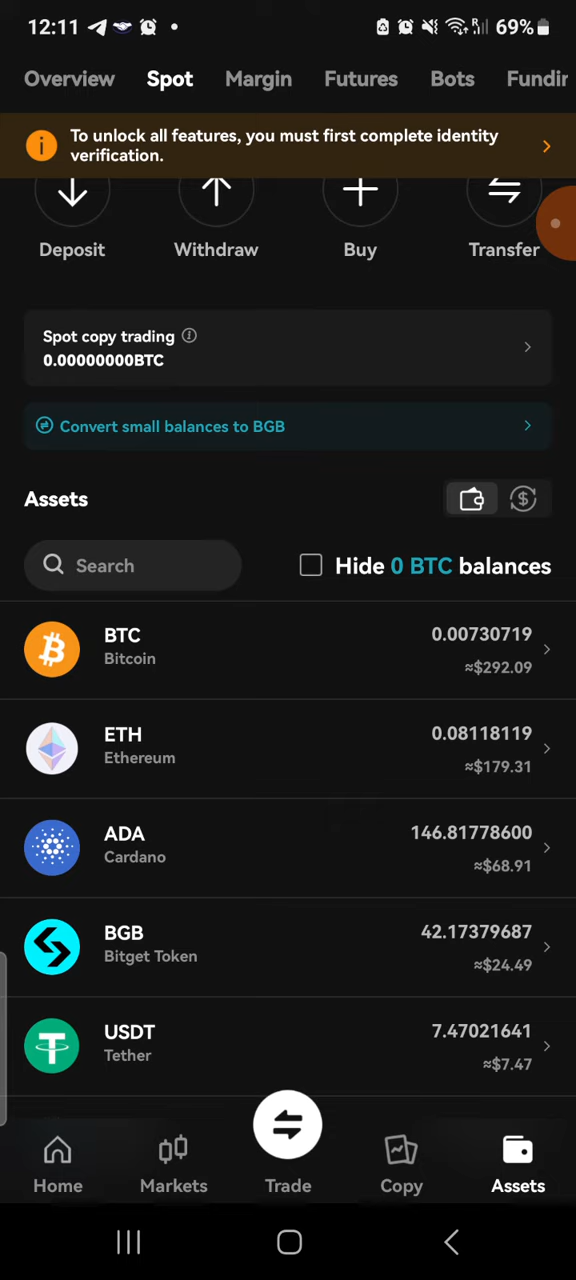 12:11
69%
Overview Spot Margin Futures Bots Fundin
To unlock all features, you must first complete identity
verification.
Deposit Withdraw Buy Transfer
Spot copy trading
0.00000000BTC
Convert small balances to BGB
Assets
Search
Hide 0 BTC balances
BTC 0.00730719
Bitcoin ≈$292.09
ETH 0.08118119
Ethereum ≈$179.31
ADA 146.81778600
Cardano ≈$68.91
BGB 42.17379687
Bitget Token ≈$24.49
USDT 7.47021641
Tether ≈$7.47
Home Markets Trade Copy Assets